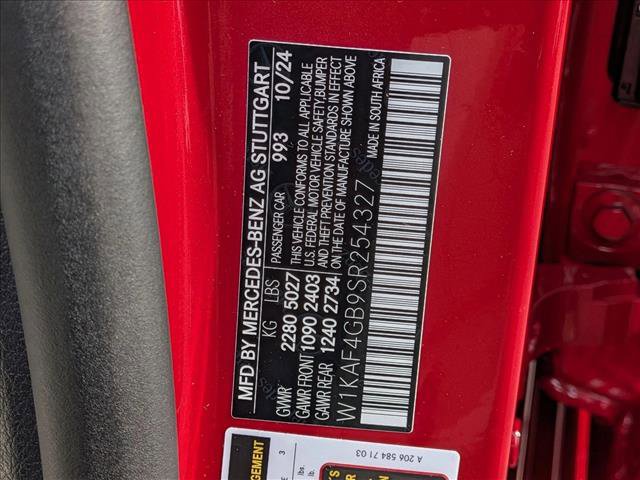 MFD BY MERCEDES-BENZ AG STUTTGART
993 10/24
KG LBS PASSENGER CAR
GVWR 2280 5027 THIS VEHICLE CONFORMS TO ALL APPLICABLE
GAWR FRONT 1090 2403 U.S. FEDERAL MOTOR VEHICLE SAFETY,BUMPER
GAWR REAR 1240 2734 AND THEFT PREVENTION STANDARDS IN EFFECT
ON THE DATE OF MANUFACTURE SHOWN ABOVE
W1KAF4GB9SR254327 MADE IN SOUTH AFRICA
A 206 584 71 03
3
lbs.
lb.